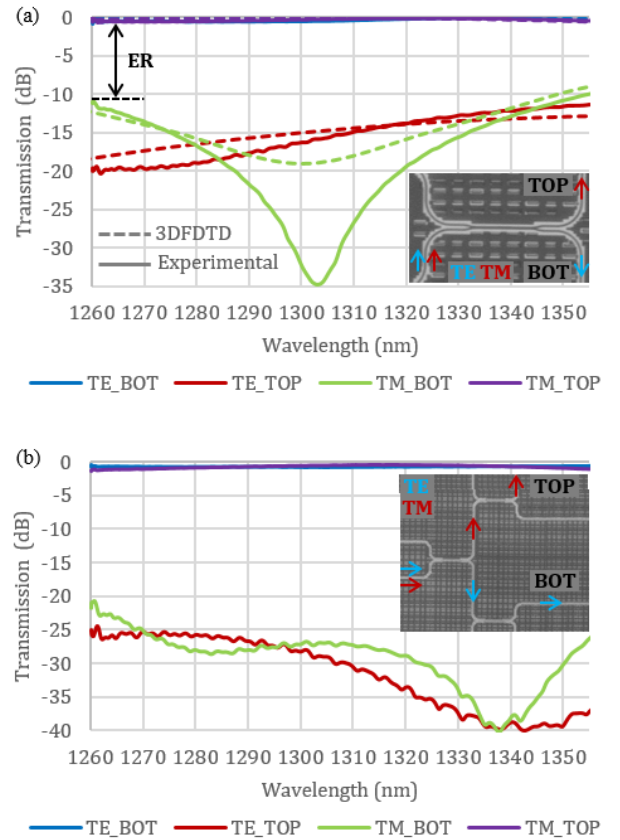 (a)
0
-5
-10
-15
-20
-25
-30
-35
Transmission (dB)
ER
3DFDTD
Experimental
TOP
TE TM BOT
1260 1270 1280 1290 1300 1310 1320 1330 1340 1350
Wavelength (nm)
TE_BOT TE_TOP TM_BOT TM_TOP
(b)
0
-5
-10
-15
-20
-25
-30
-35
-40
Transmission (dB)
TE
TM
TOP
BOT
1260 1270 1280 1290 1300 1310 1320 1330 1340 1350
Wavelength (nm)
TE_BOT TE_TOP TM_BOT TM_TOP